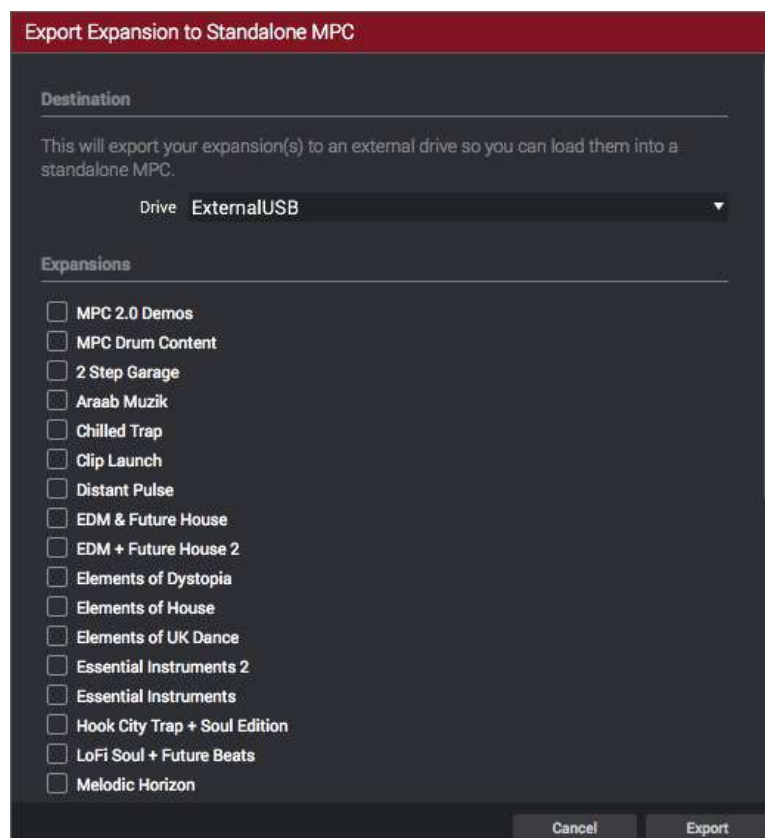 Export Expansion to Standalone MPC
Destination
This will export your expansion(s) to an external drive so you can load them into a
standalone MPC.
Drive ExternalUSB
Expansions
MPC 2.0 Demos
MPC Drum Content
2 Step Garage
Araab Muzik
Chilled Trap
Clip Launch
Distant Pulse
EDM & Future House
EDM + Future House 2
Elements of Dystopia
Elements of House
Elements of UK Dance
Essential Instruments 2
Essential Instruments
Hook City Trap + Soul Edition
LoFi Soul + Future Beats
Melodic Horizon
Cancel Export